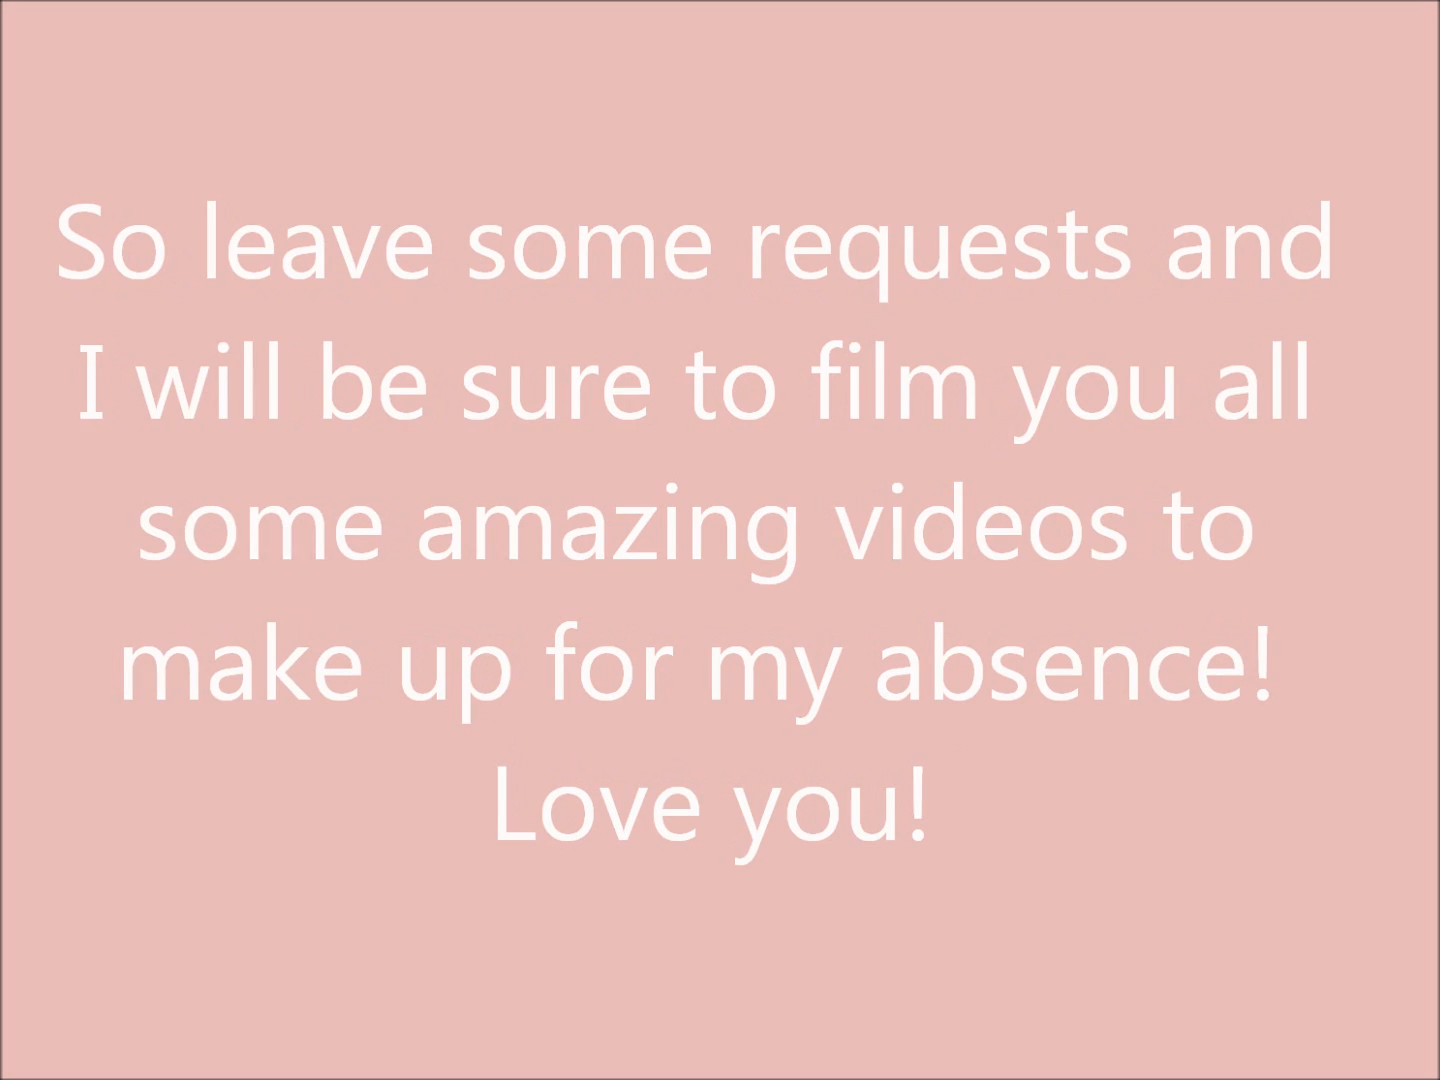 So leave some requests and
I will be sure to film you all
some amazing videos to
make up for my absence!
Love you!